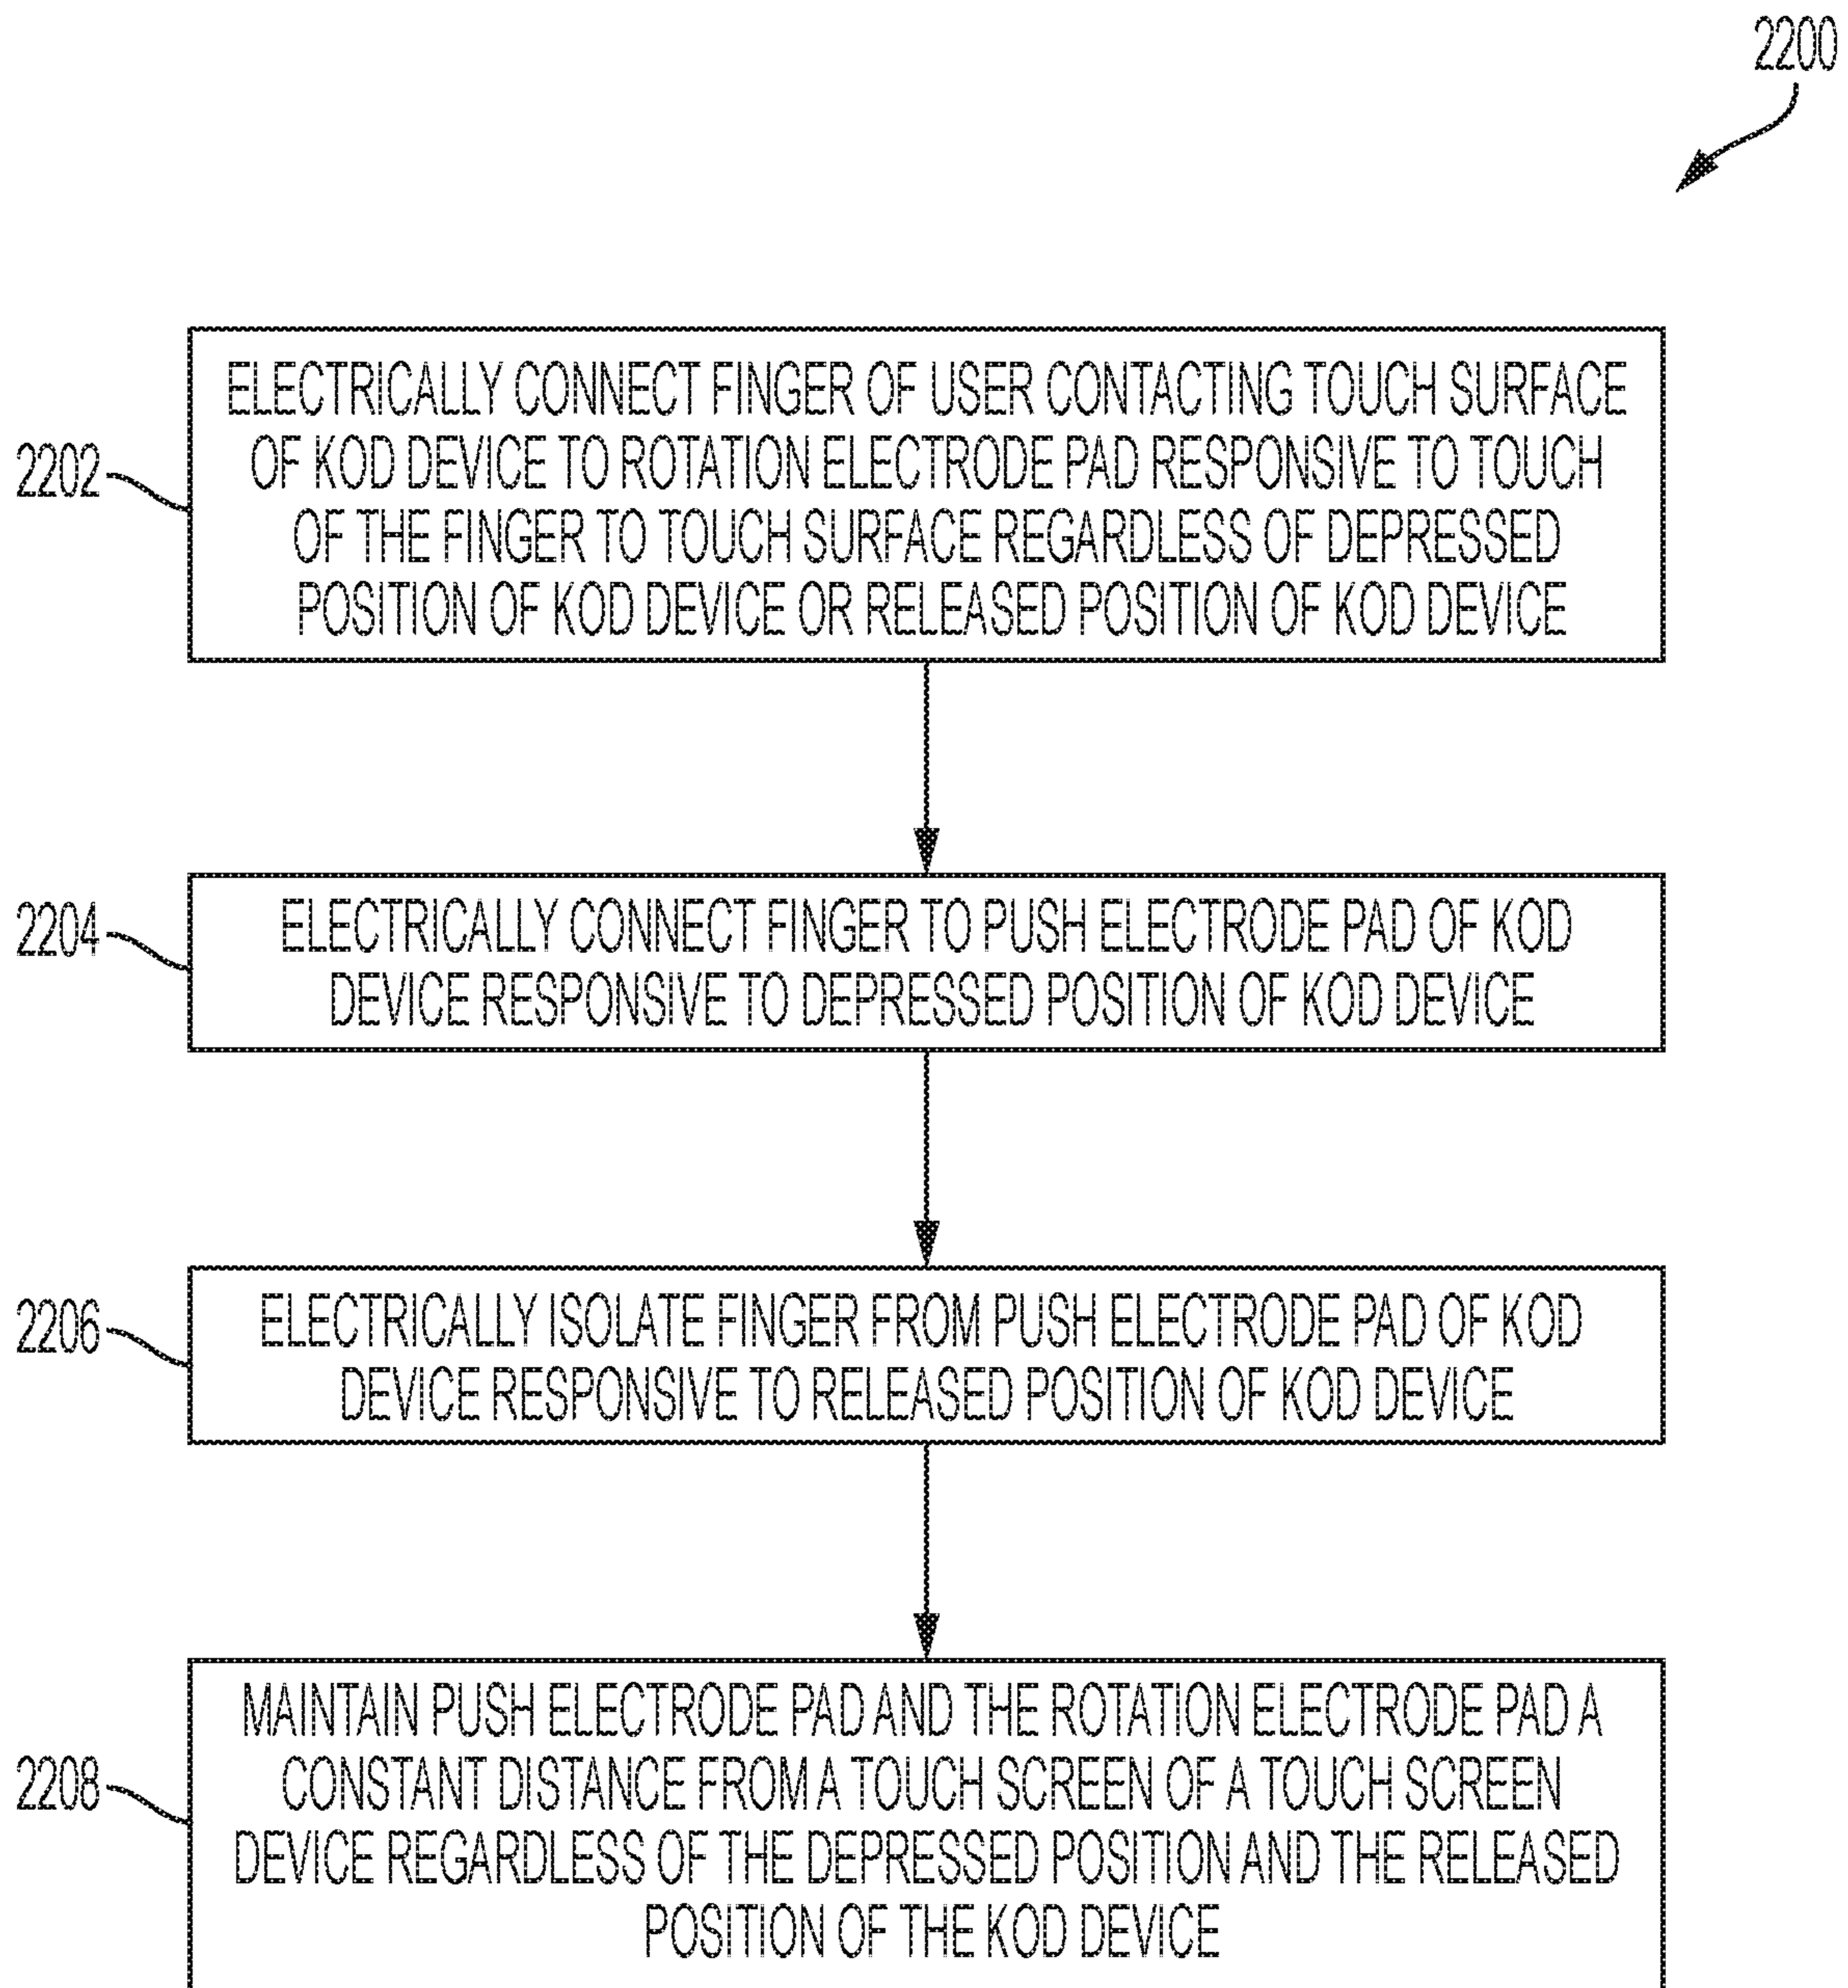 2200
2202
ELECTRICALLY CONNECT FINGER OF USER CONTACTING TOUCH SURFACE
OF KOD DEVICE TO ROTATION ELECTRODE PAD RESPONSIVE TO TOUCH
OF THE FINGER TO TOUCH SURFACE REGARDLESS OF DEPRESSED
POSITION OF KOD DEVICE OR RELEASED POSITION OF KOD DEVICE
2204
ELECTRICALLY CONNECT FINGER TO PUSH ELECTRODE PAD OF KOD
DEVICE RESPONSIVE TO DEPRESSED POSITION OF KOD DEVICE
2206
ELECTRICALLY ISOLATE FINGER FROM PUSH ELECTRODE PAD OF KOD
DEVICE RESPONSIVE TO RELEASED POSITION OF KOD DEVICE
2208
MAINTAIN PUSH ELECTRODE PAD AND THE ROTATION ELECTRODE PAD A
CONSTANT DISTANCE FROM A TOUCH SCREEN OF A TOUCH SCREEN
DEVICE REGARDLESS OF THE DEPRESSED POSITION AND THE RELEASED
POSITION OF THE KOD DEVICE